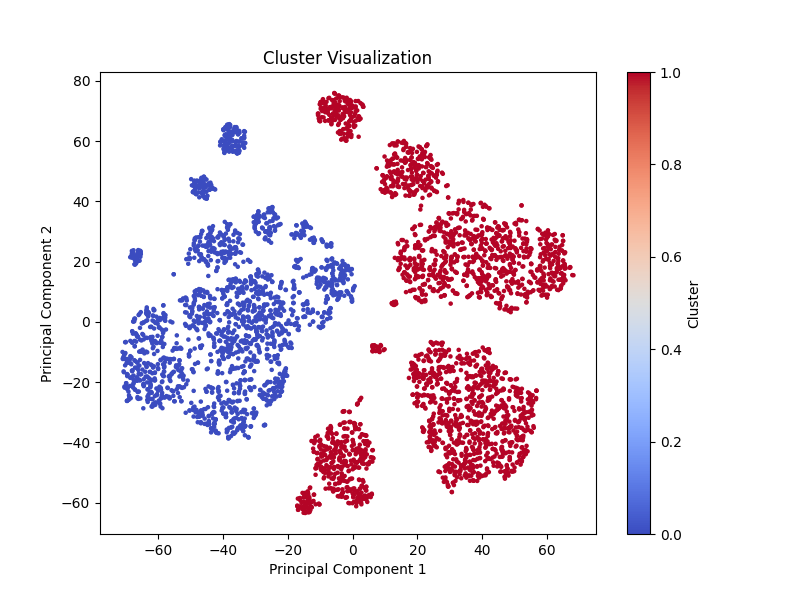 Cluster Visualization
80
60
40
20
0
−20
−40
−60
Principal Component 2
−60 −40 −20 0 20 40 60
Principal Component 1
1.0
0.8
0.6
0.4
0.2
0.0
Cluster